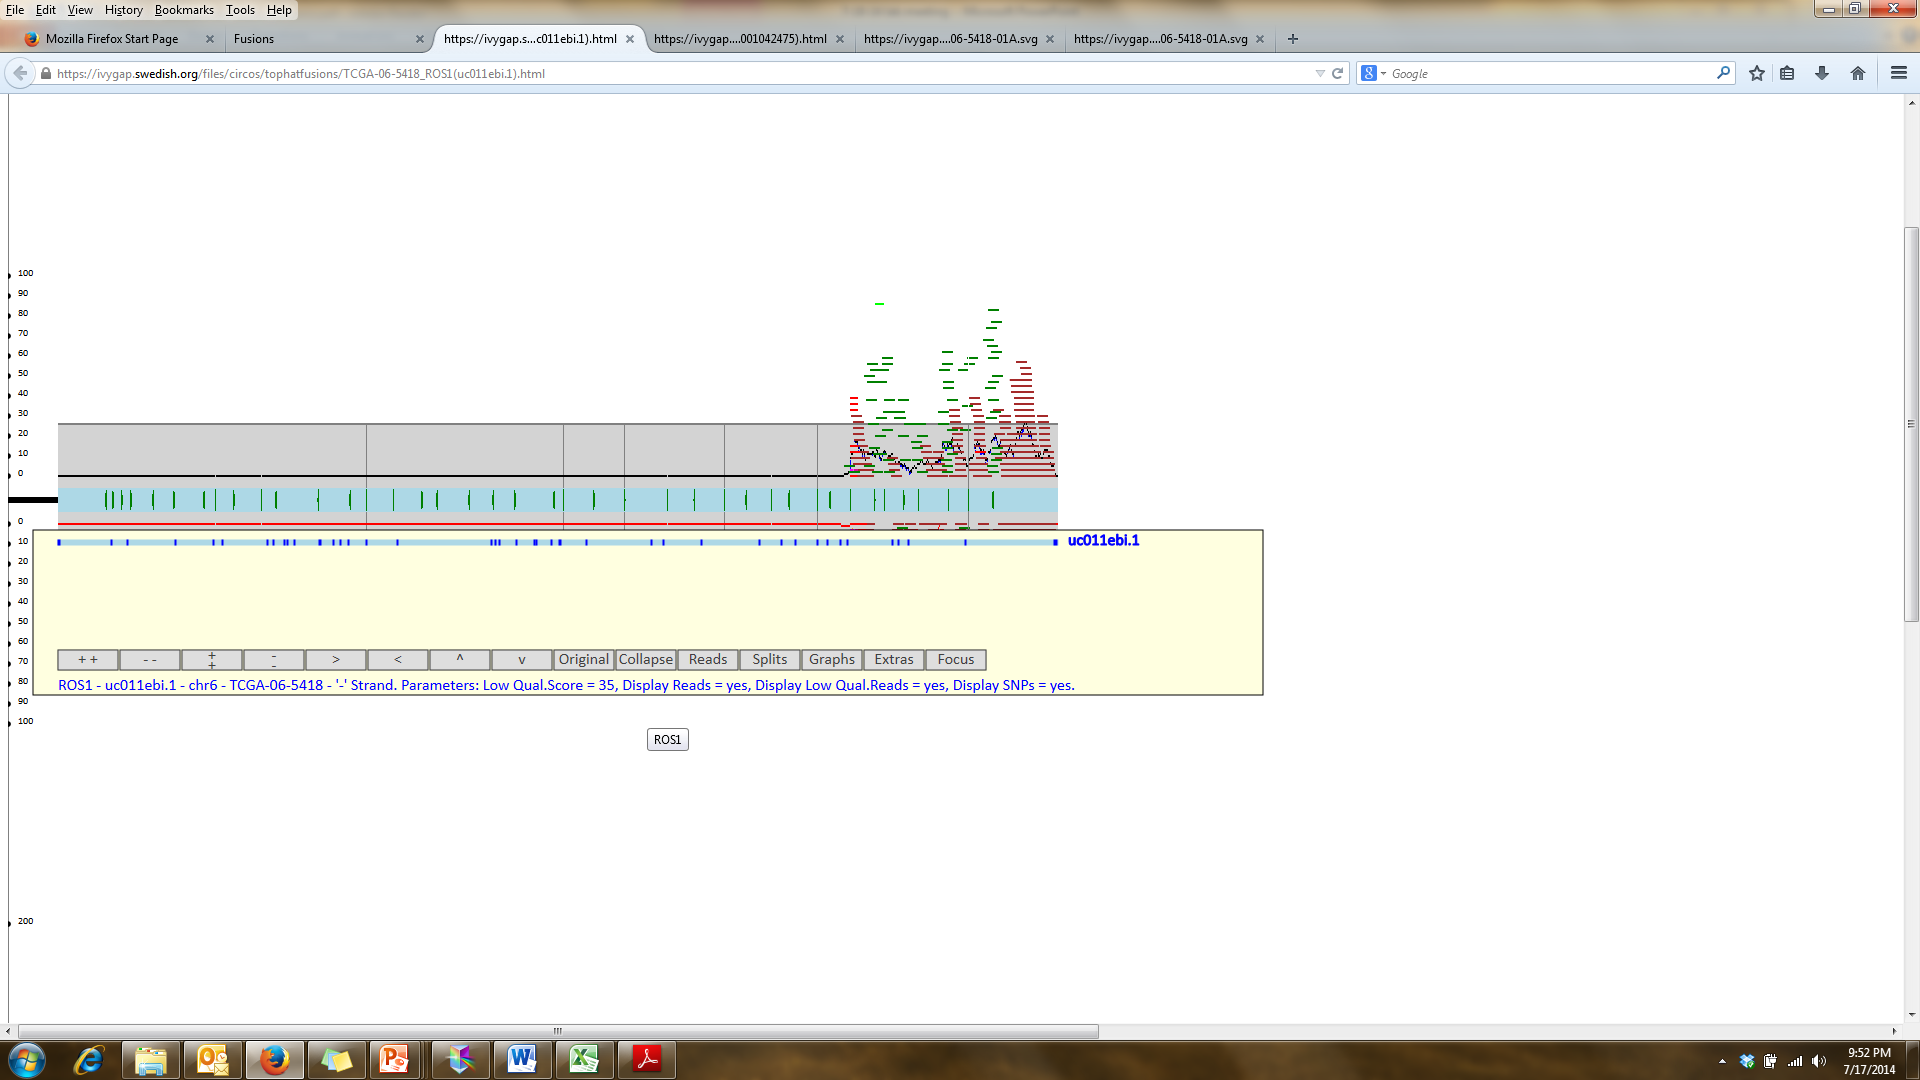 File Edit View History Bookmarks Tools Help
Mozilla Firefox Start Page
Fusions
https://ivygap.s...c011ebi.1).html
https://ivygap....001042475).html
https://ivygap....06-5418-01A.svg
https://ivygap....06-5418-01A.svg
https://ivygap.swedish.org/files/circos/tophatfusions/TCGA-06-5418_ROS1(uc011ebi.1).html
8 Google
100
90
80
70
60
50
40
30
20
10
0
0
10
20
30
40
50
60
70
80
90
100
200
uc011ebi.1
+ + - - + + - - > < ^ v Original Collapse Reads Splits Graphs Extras Focus
ROS1 - uc011ebi.1 - chr6 - TCGA-06-5418 - '-' Strand. Parameters: Low Qual.Score = 35, Display Reads = yes, Display Low Qual.Reads = yes, Display SNPs = yes.
ROS1
9:52 PM
7/17/2014